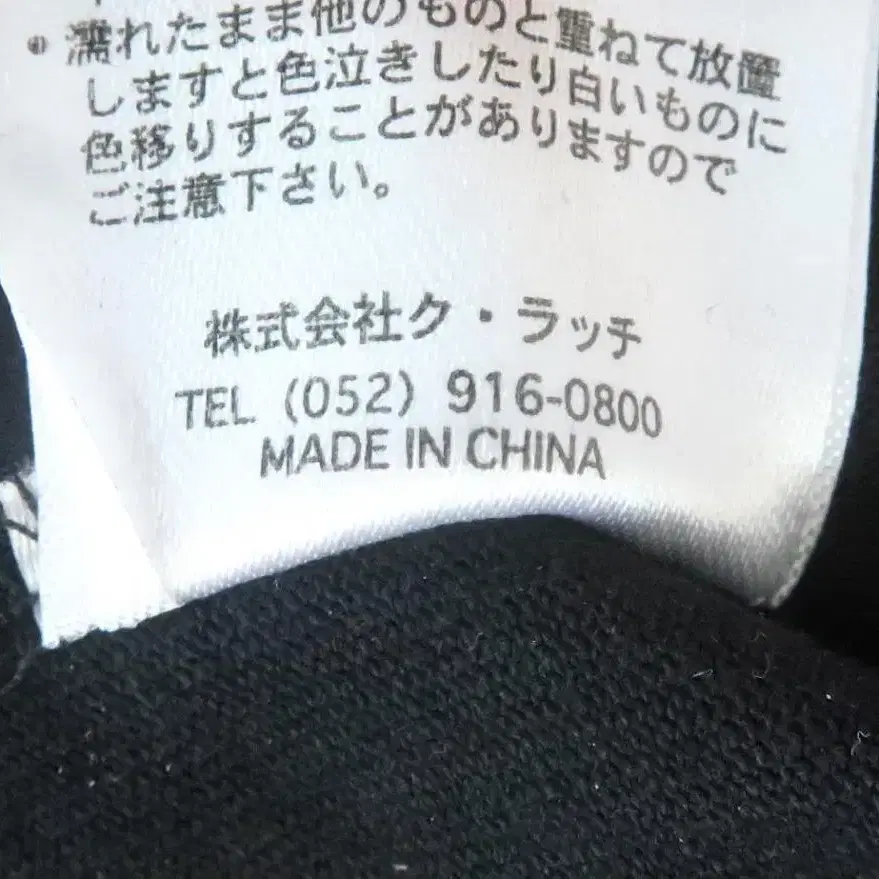 濡れたまま他のものと重ねて放置
しますと色泣きしたり白いものに
色移りすることがありますので
ご注意下さい。
株式会社ク・ラッチ
TEL (052) 916-0800
MADE IN CHINA